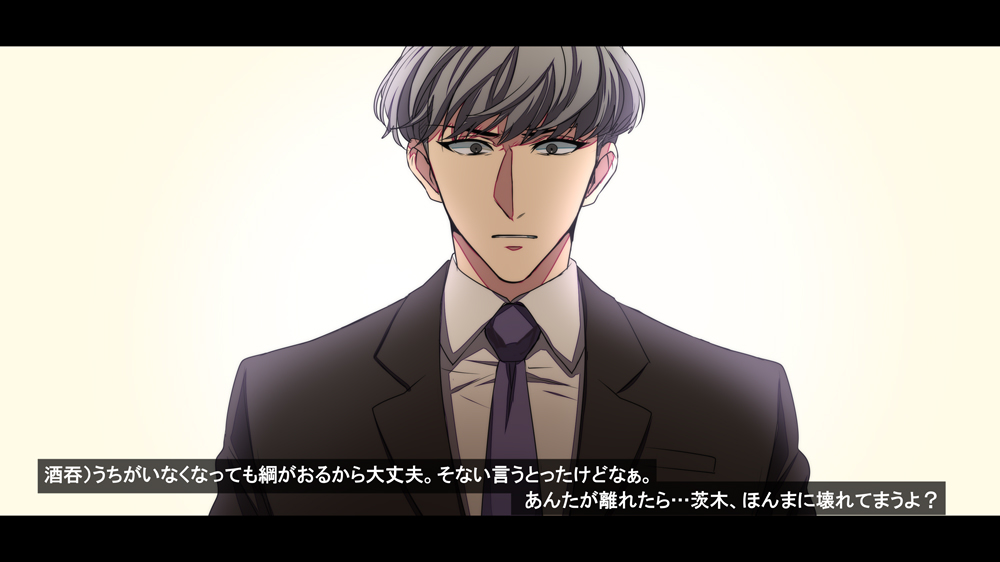 酒呑）うちがいなくなっても綱がおるから大丈夫。そない言うとったけどなぁ。
あんたが離れたら…茨木、ほんまに壊れてまうよ？